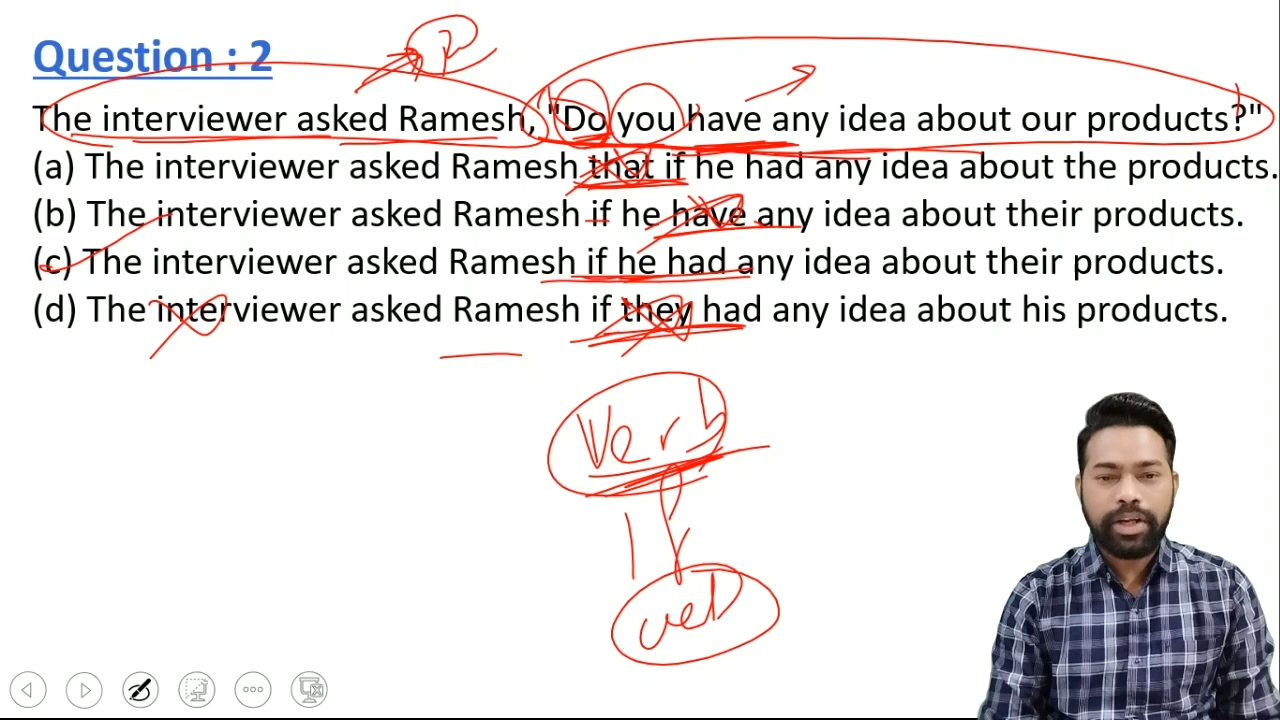 Question : 2
The interviewer asked Ramesh, "Do you have any idea about our products?"
(a) The interviewer asked Ramesh that if he had any idea about the products.
(b) The interviewer asked Ramesh if he have any idea about their products.
(c) The interviewer asked Ramesh if he had any idea about their products.
(d) The interviewer asked Ramesh if they had any idea about his products.
Verb
If